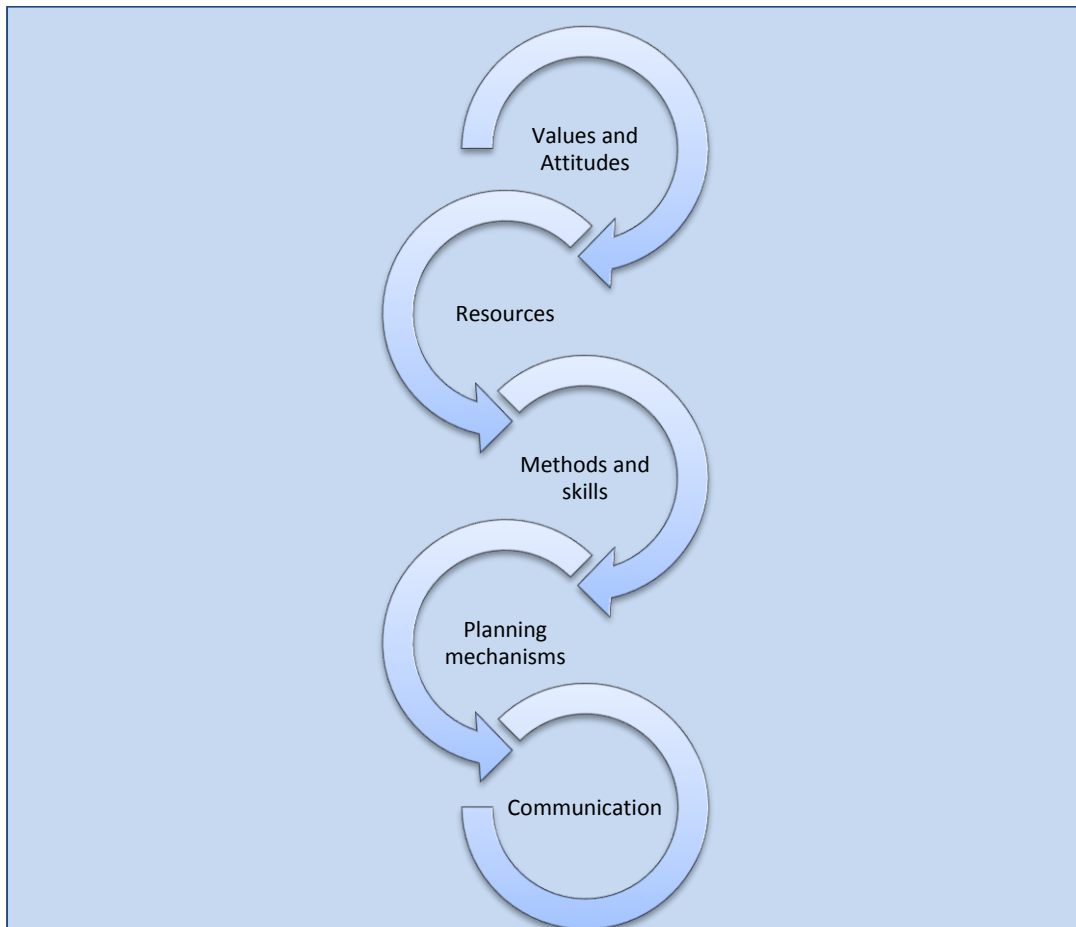 Values and
Attitudes
Resources
Methods and
skills
Planning
mechanisms
Communication